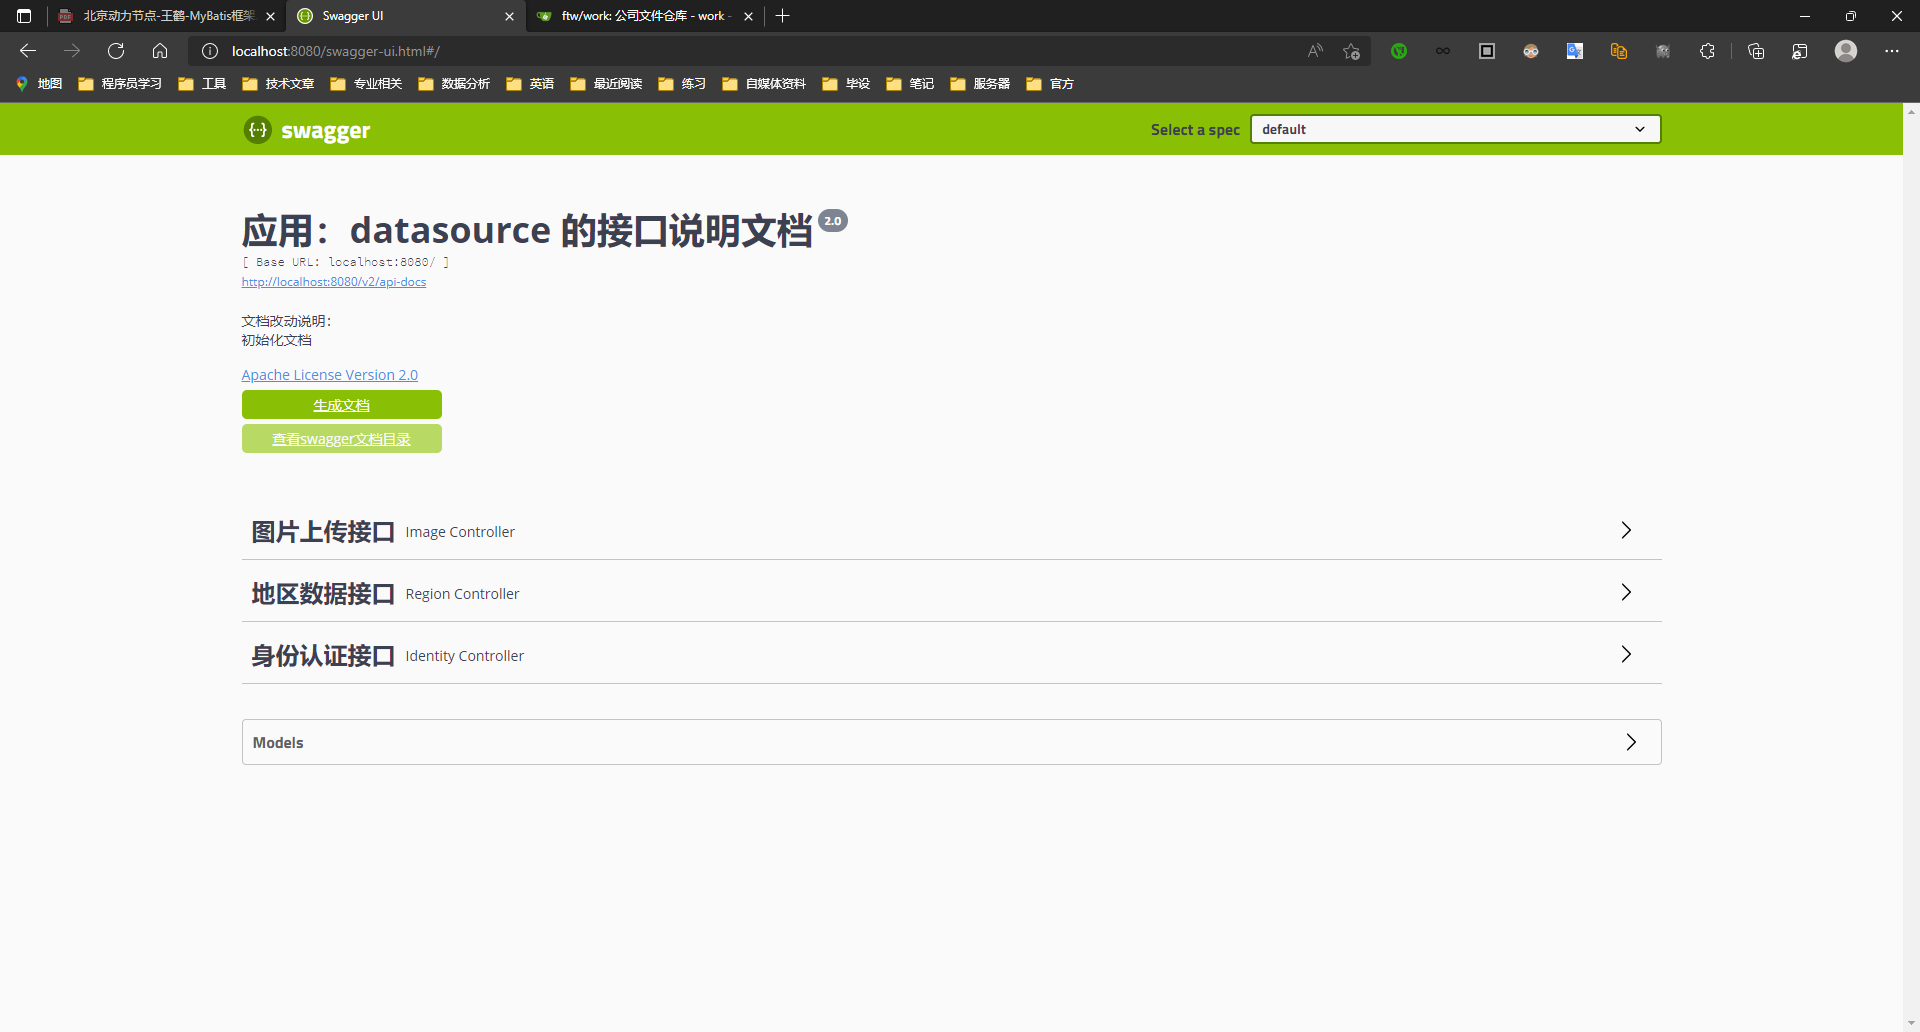 北京动力节点-王鹤-MyBatis框架
Swagger UI
ftw/work: 公司文件仓库 - work -
localhost:8080/swagger-ui.html#/
地图
程序员学习
工具
技术文章
专业相关
数据分析
英语
最近阅读
练习
自媒体资料
毕设
笔记
服务器
官方
swagger
Select a spec
default
应用：datasource 的接口说明文档 2.0
[ Base URL: localhost:8080/ ]
http://localhost:8080/v2/api-docs
文档改动说明：
初始化文档
Apache License Version 2.0
生成文档
查看swagger文档目录
图片上传接口 Image Controller
地区数据接口 Region Controller
身份认证接口 Identity Controller
Models